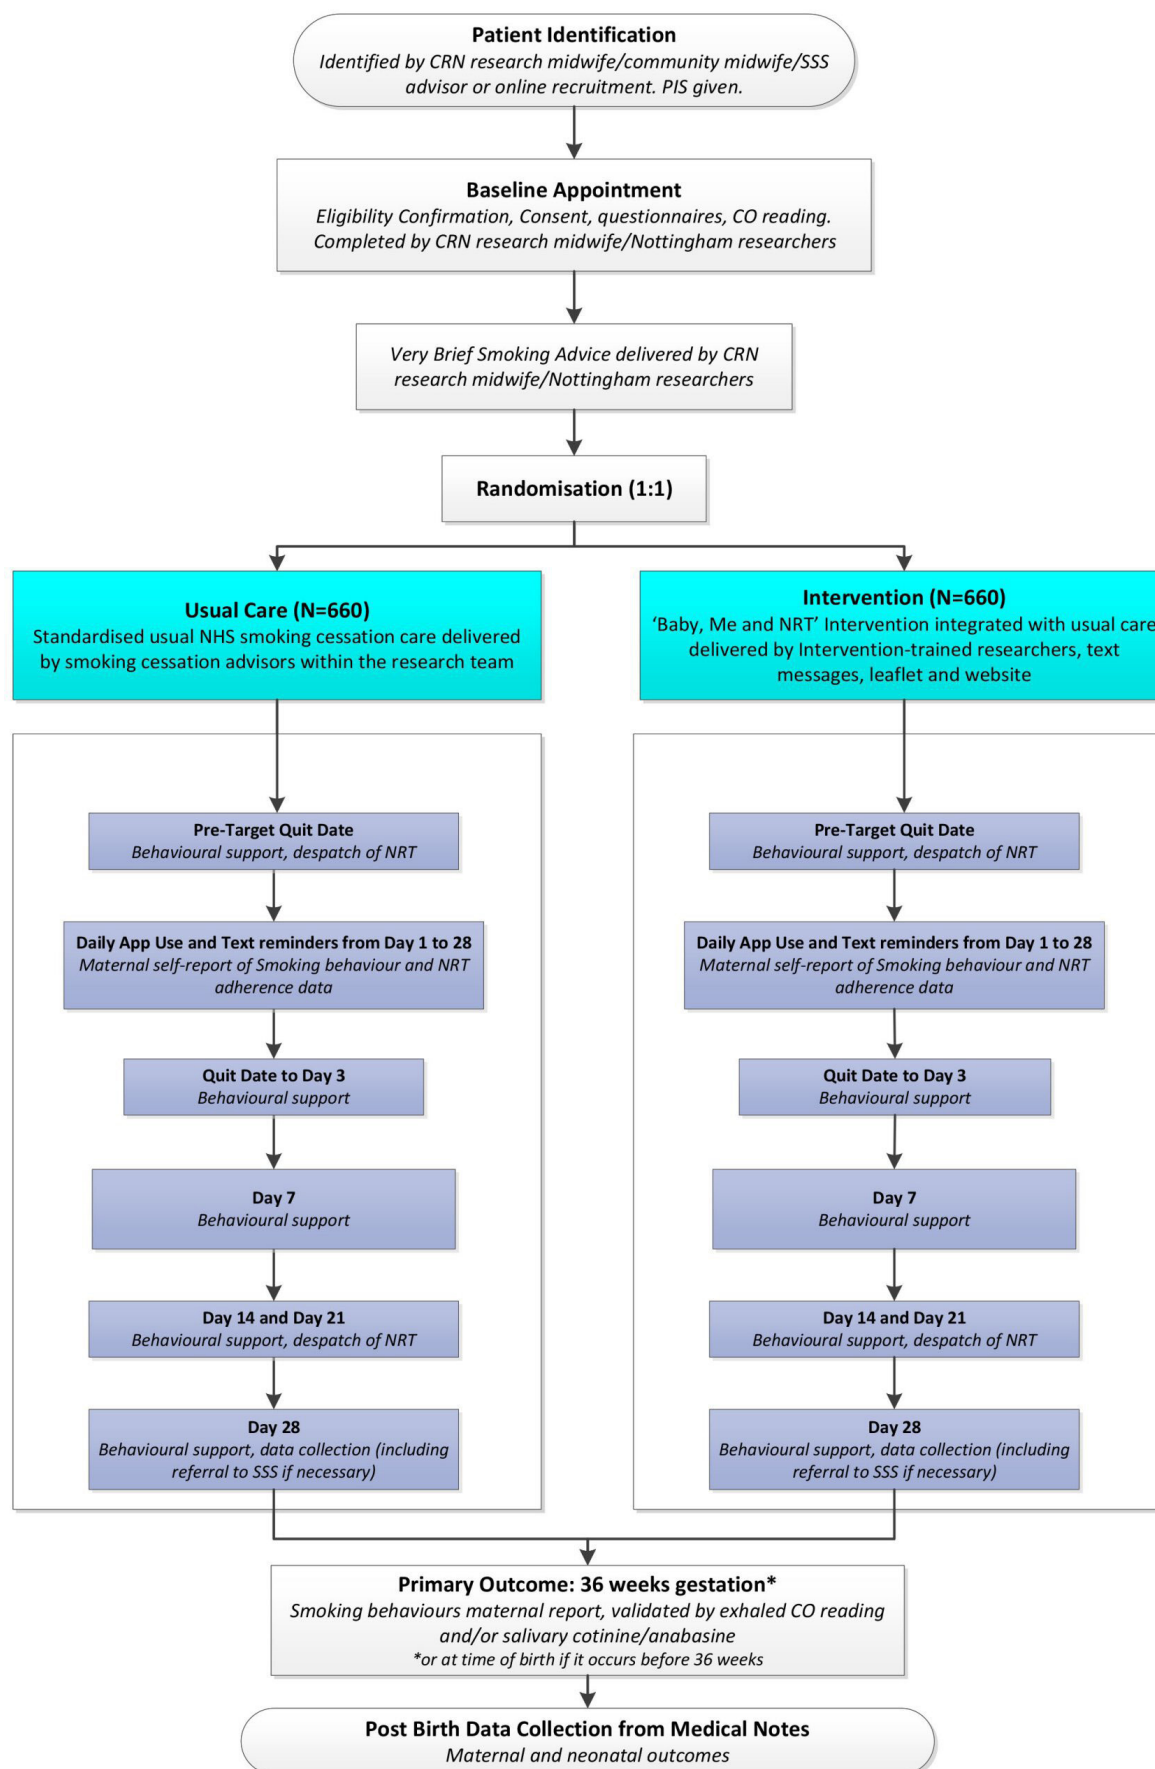 Patient Identification
Identified by CRN research midwife/community midwife/SSS
advisor or online recruitment. PIS given.
Baseline Appointment
Eligibility Confirmation, Consent, questionnaires, CO reading.
Completed by CRN research midwife/Nottingham researchers
Very Brief Smoking Advice delivered by CRN
research midwife/Nottingham researchers
Randomisation (1:1)
Usual Care (N=660)
Standardised usual NHS smoking cessation care delivered
by smoking cessation advisors within the research team
Intervention (N=660)
‘Baby, Me and NRT’ Intervention integrated with usual care
delivered by Intervention-trained researchers, text
messages, leaflet and website
Pre-Target Quit Date
Behavioural support, despatch of NRT
Daily App Use and Text reminders from Day 1 to 28
Maternal self-report of Smoking behaviour and NRT
adherence data
Quit Date to Day 3
Behavioural support
Day 7
Behavioural support
Day 14 and Day 21
Behavioural support, despatch of NRT
Day 28
Behavioural support, data collection (including
referral to SSS if necessary)
Pre-Target Quit Date
Behavioural support, despatch of NRT
Daily App Use and Text reminders from Day 1 to 28
Maternal self-report of Smoking behaviour and NRT
adherence data
Quit Date to Day 3
Behavioural support
Day 7
Behavioural support
Day 14 and Day 21
Behavioural support, despatch of NRT
Day 28
Behavioural support, data collection (including
referral to SSS if necessary)
Primary Outcome: 36 weeks gestation*
Smoking behaviours maternal report, validated by exhaled CO reading
and/or salivary cotinine/anabasine
*or at time of birth if it occurs before 36 weeks
Post Birth Data Collection from Medical Notes
Maternal and neonatal outcomes